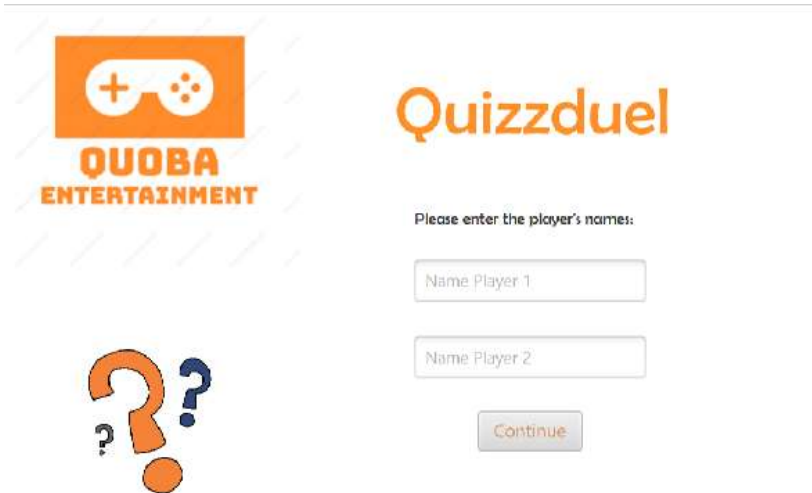 QUOBA
ENTERTAINMENT
Quizzduel
Please enter the player's names:
Name Player 1
Name Player 2
Continue